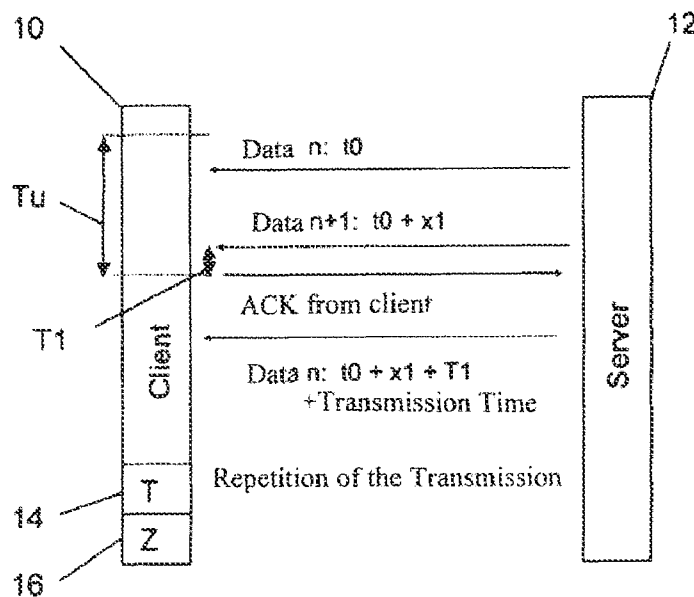 10
12
Data n: t0
Tu
Data n+1: t0 + x1
ACK from client
T1
Client
Server
Data n: t0 + x1 + T1
+Transmission Time
Repetition of the Transmission
T
14
Z
16